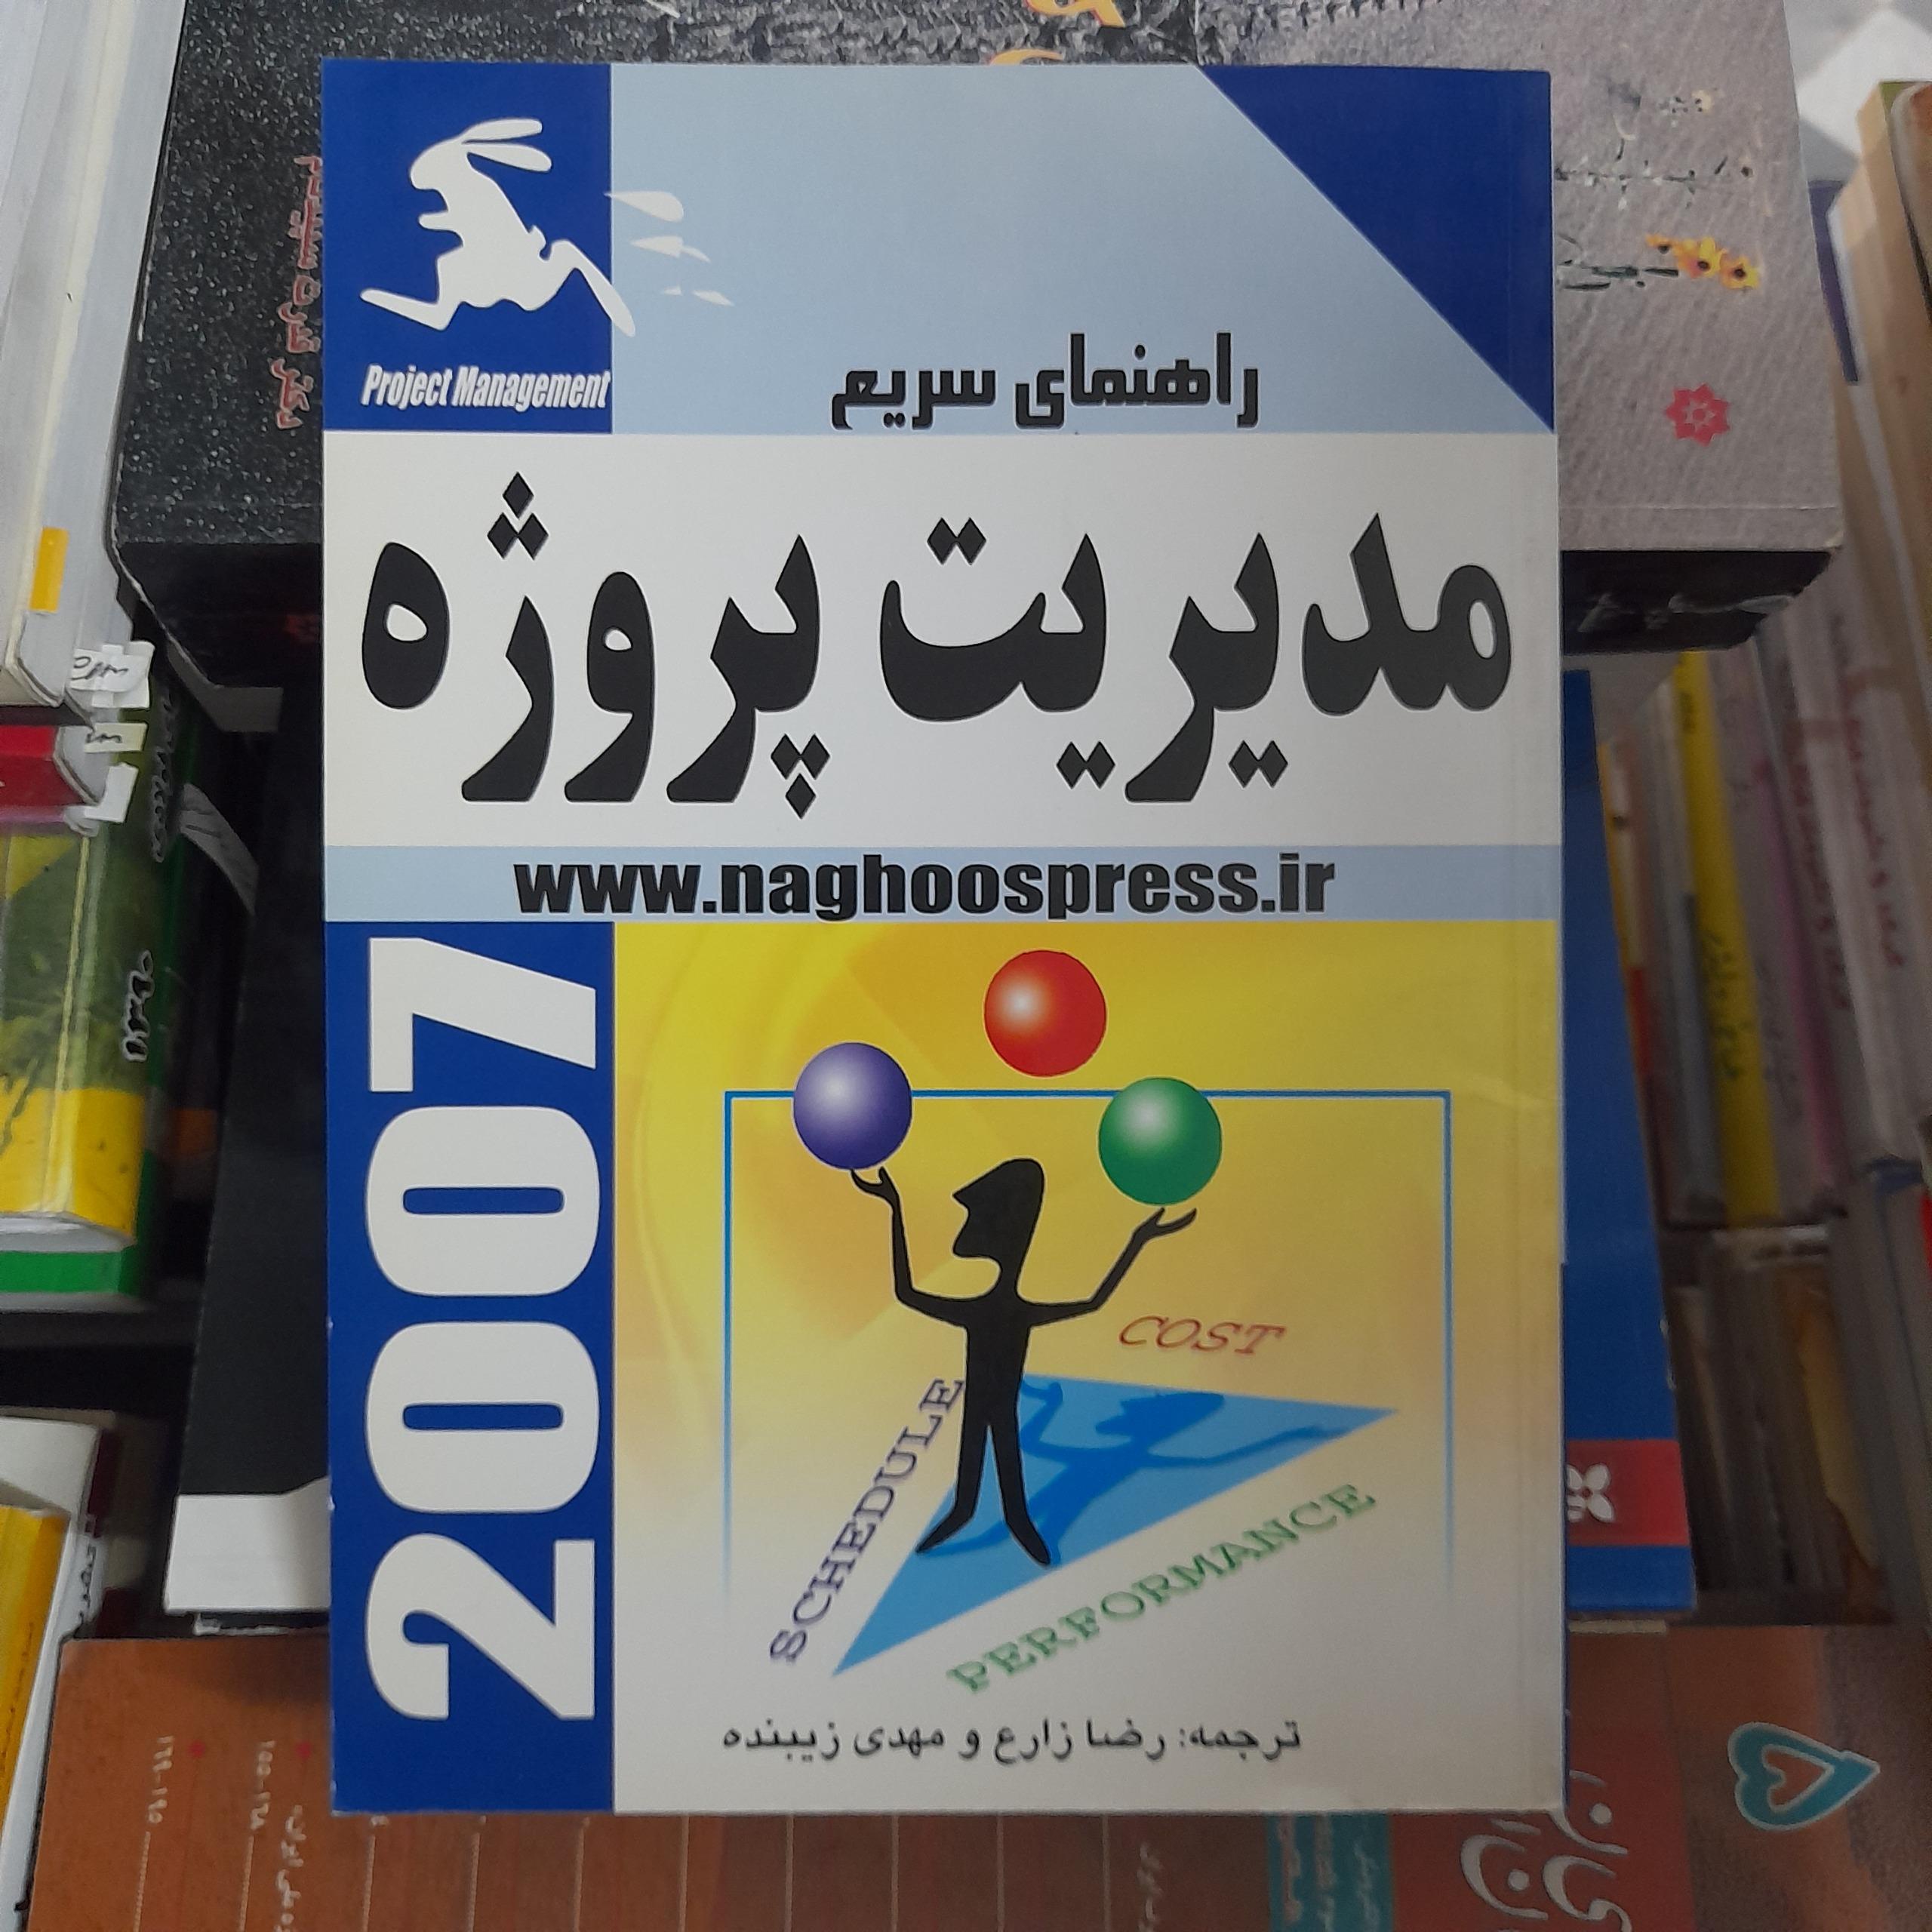 Project Management
راهنمای سریع
مدیریت پروژه
www.naghoospress.ir
2007
COST
SCHEDULE
PERFORMANCE
ترجمه: رضا زارع و مهدی زیبنده